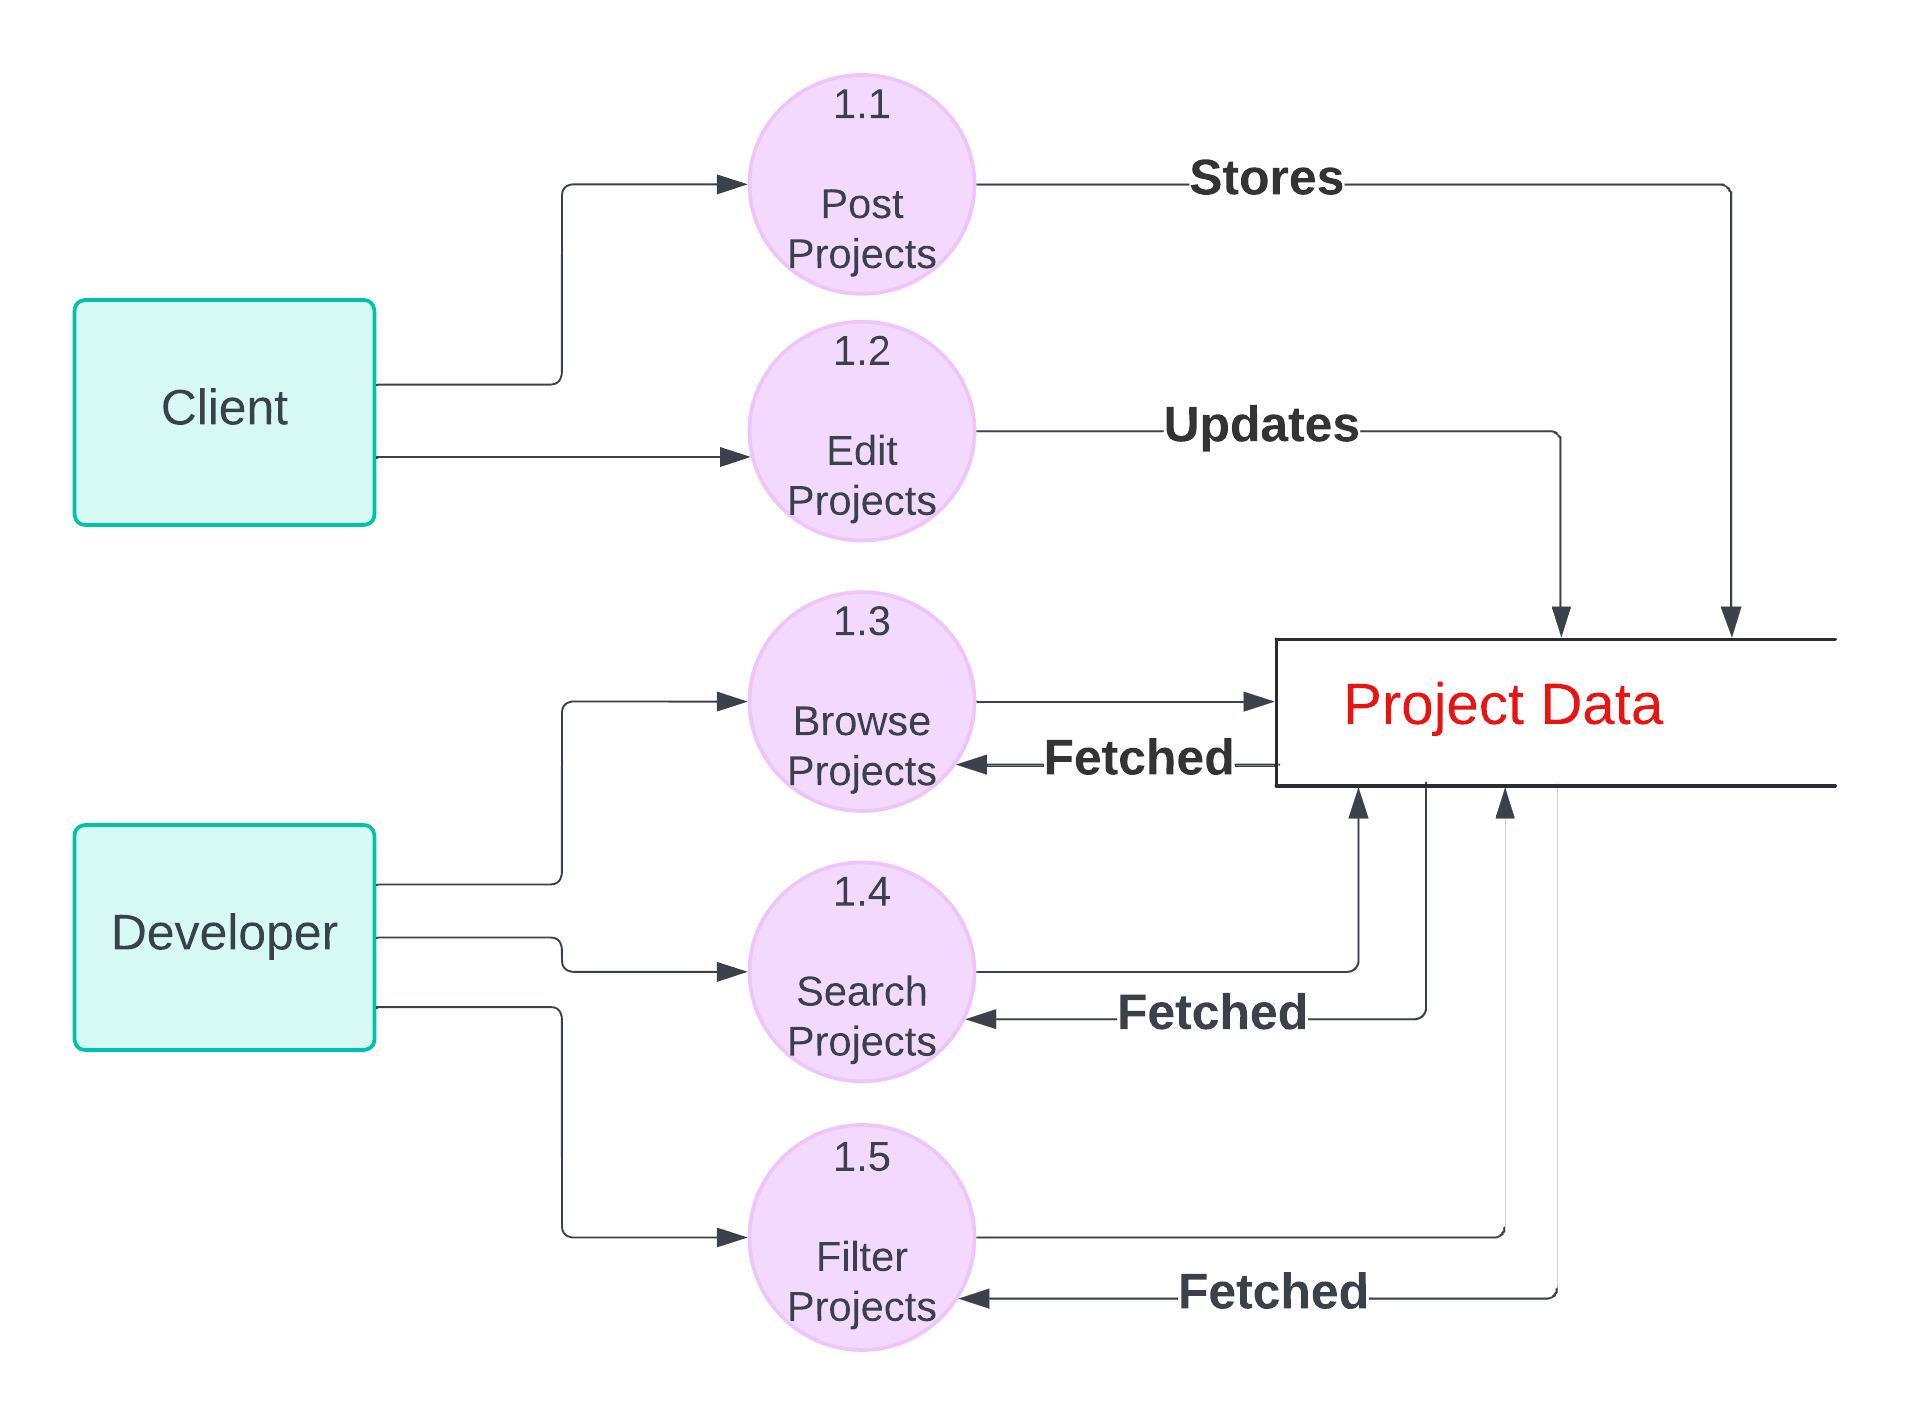 1.1
Post
Projects
Stores
Client
1.2
Edit
Projects
Updates
1.3
Browse
Projects
Project Data
Fetched
Developer
1.4
Search
Projects
Fetched
1.5
Filter
Projects
Fetched